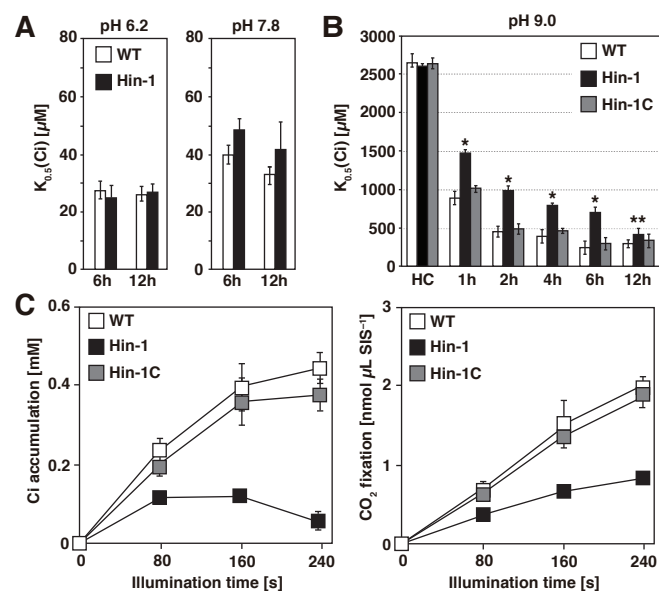 A
pH 6.2
pH 7.8
WT
Hin-1
K0.5(Ci) [µM]
80
60
40
20
0
6h 12h
80
60
40
20
0
6h 12h
B
pH 9.0
WT
Hin-1
Hin-1C
K0.5(Ci) [µM]
3000
2500
2000
1500
1000
500
0
* * * * **
HC 1h 2h 4h 6h 12h
C
WT
Hin-1
Hin-1C
Ci accumulation [mM]
0.6
0.4
0.2
0
0 80 160 240
Illumination time [s]
WT
Hin-1
Hin-1C
CO₂ fixation [nmol µL SIS⁻¹]
3
2
1
0
0 80 160 240
Illumination time [s]